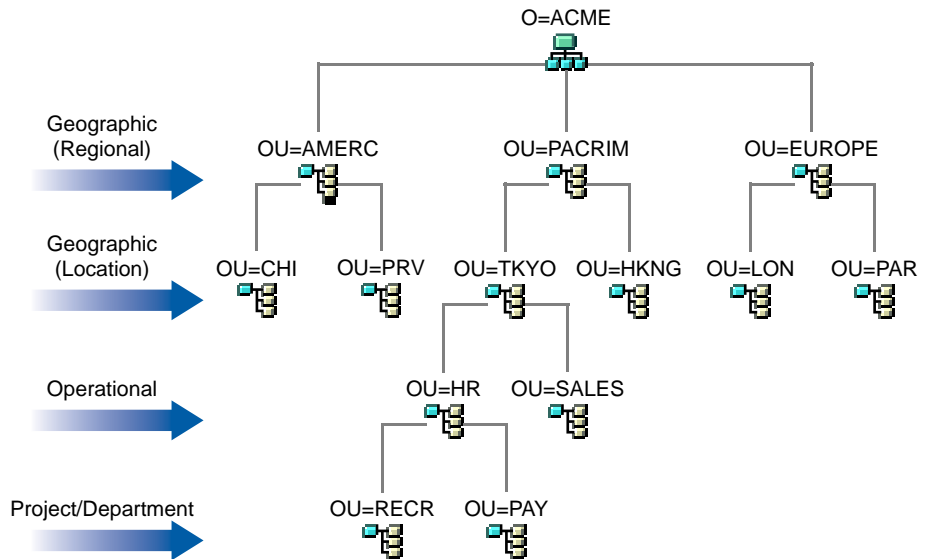 O=ACME
Geographic
(Regional)
OU=AMERC
OU=PACRIM
OU=EUROPE
Geographic
(Location)
OU=CHI
OU=PRV
OU=TKYO
OU=HKNG
OU=LON
OU=PAR
Operational
OU=HR
OU=SALES
Project/Department
OU=RECR
OU=PAY